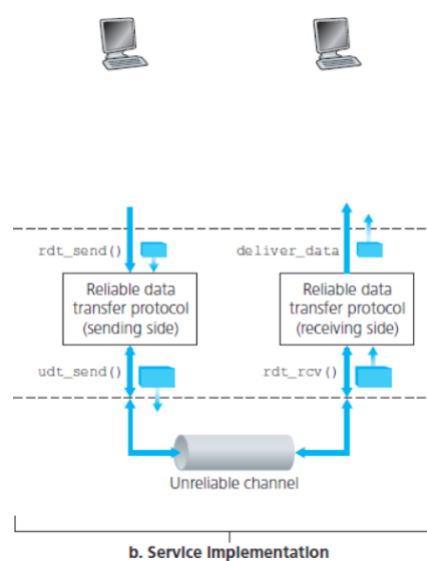 rdt_send()
deliver_data
Reliable data
transfer protocol
(sending side)
Reliable data
transfer protocol
(receiving side)
udt_send()
rdt_rcv()
Unreliable channel
b. Service implementation